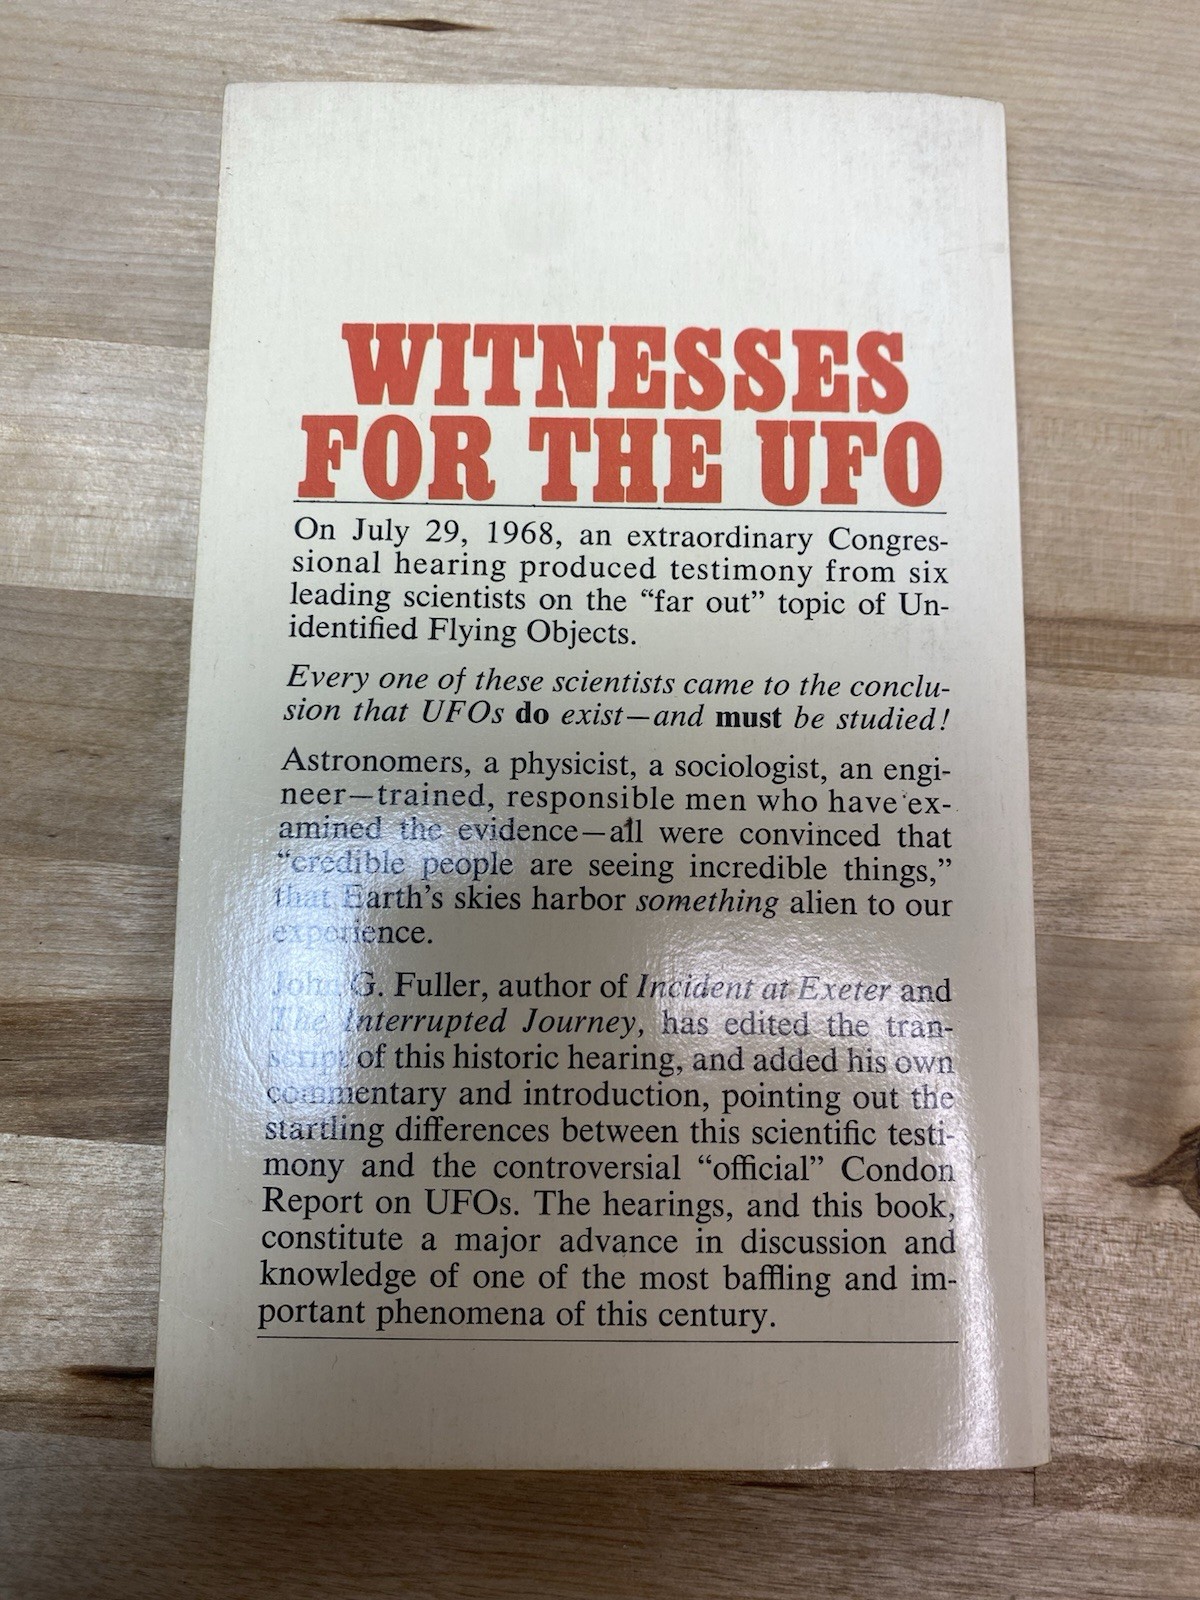 WITNESSES
FOR THE UFO
On July 29, 1968, an extraordinary Congres-
sional hearing produced testimony from six
leading scientists on the “far out” topic of Un-
identified Flying Objects.
Every one of these scientists came to the conclu-
sion that UFOs do exist—and must be studied!
Astronomers, a physicist, a sociologist, an engi-
neer—trained, responsible men who have ex-
amined the evidence—all were convinced that
“credible people are seeing incredible things,”
that Earth’s skies harbor something alien to our
experience.
John G. Fuller, author of Incident at Exeter and
The Interrupted Journey, has edited the tran-
script of this historic hearing, and added his own
commentary and introduction, pointing out the
startling differences between this scientific testi-
mony and the controversial “official” Condon
Report on UFOs. The hearings, and this book,
constitute a major advance in discussion and
knowledge of one of the most baffling and im-
portant phenomena of this century.